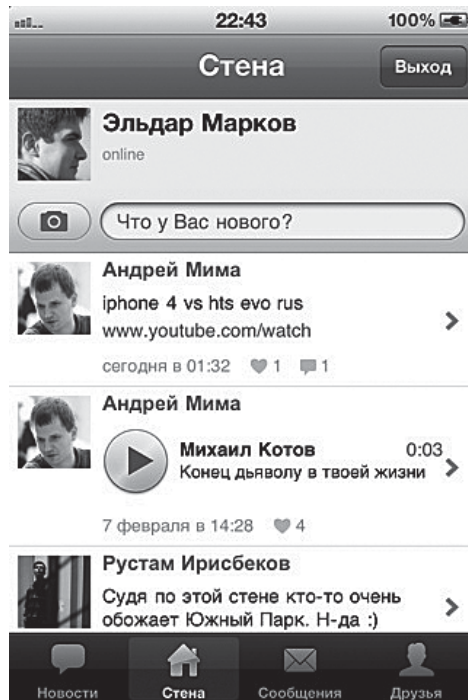 22:43
100%
Стена
Выход
Эльдар Марков
online
Что у Вас нового?
Андрей Мима
iphone 4 vs hts evo rus
www.youtube.com/watch
сегодня в 01:32 1 1
Андрей Мима
Михаил Котов 0:03
Конец дьяволу в твоей жизни
7 февраля в 14:28 4
Рустам Ирисбеков
Судя по этой стене кто-то очень
обожает Южный Парк. Н-да :)
Новости Стена Сообщения Друзья